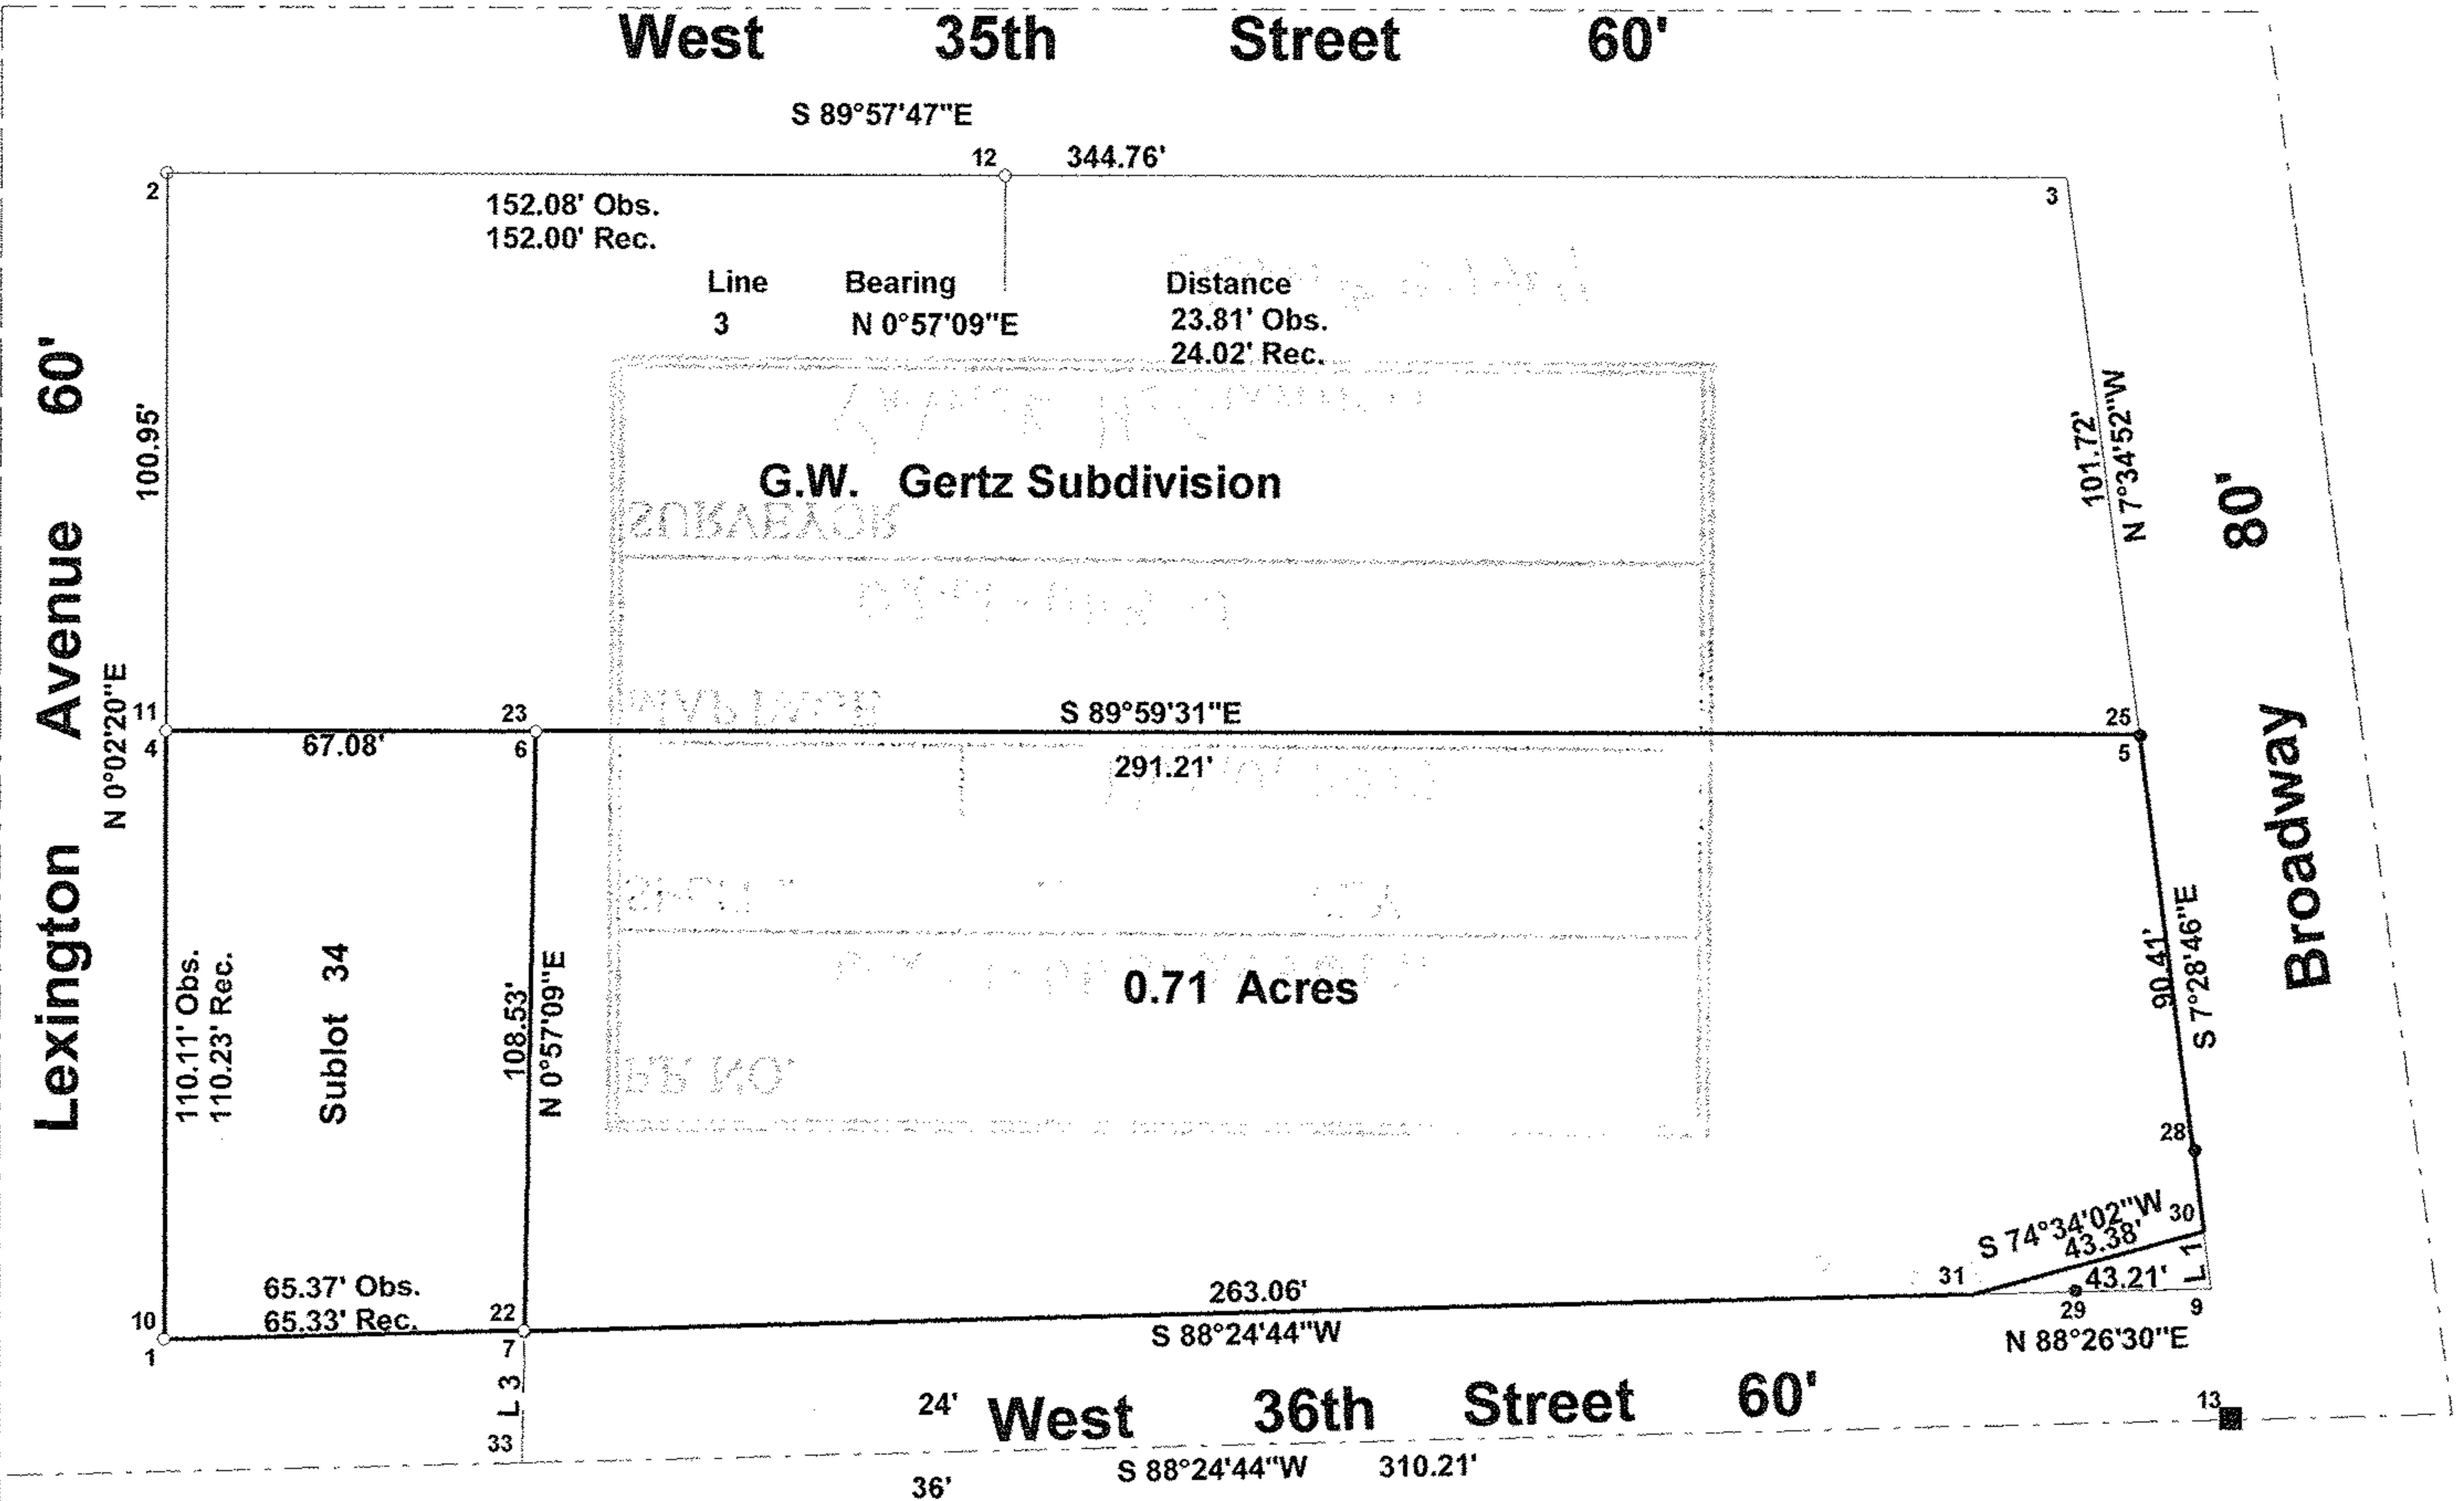 West 35th Street 60'
S 89°57'47"E
12 344.76'
2
3
152.08' Obs.
152.00' Rec.
Line Bearing Distance
3 N 0°57'09"E 23.81' Obs.
24.02' Rec.
Lexington Avenue 60'
100.95'
N 0°02'20"E
G.W. Gertz Subdivision
SURVEYOR
101.72'
N 7°34'52"W
80'
Broadway
11
23
S 89°59'31"E
25
4
67.08'
6
291.21'
5
MAP PAGE
110.11' Obs.
110.23' Rec.
Sublot 34
108.53'
N 0°57'09"E
0.71 Acres
90.41'
S 7°28'46"E
PR NO.
28
S 74°34'02"W
43.38'
30
L 1
31
43.21'
29
9
N 88°26'30"E
65.37' Obs.
65.33' Rec.
10
1
22
7
263.06'
S 88°24'44"W
L 3
33
24'
West 36th Street 60'
13
S 88°24'44"W 310.21'
36'